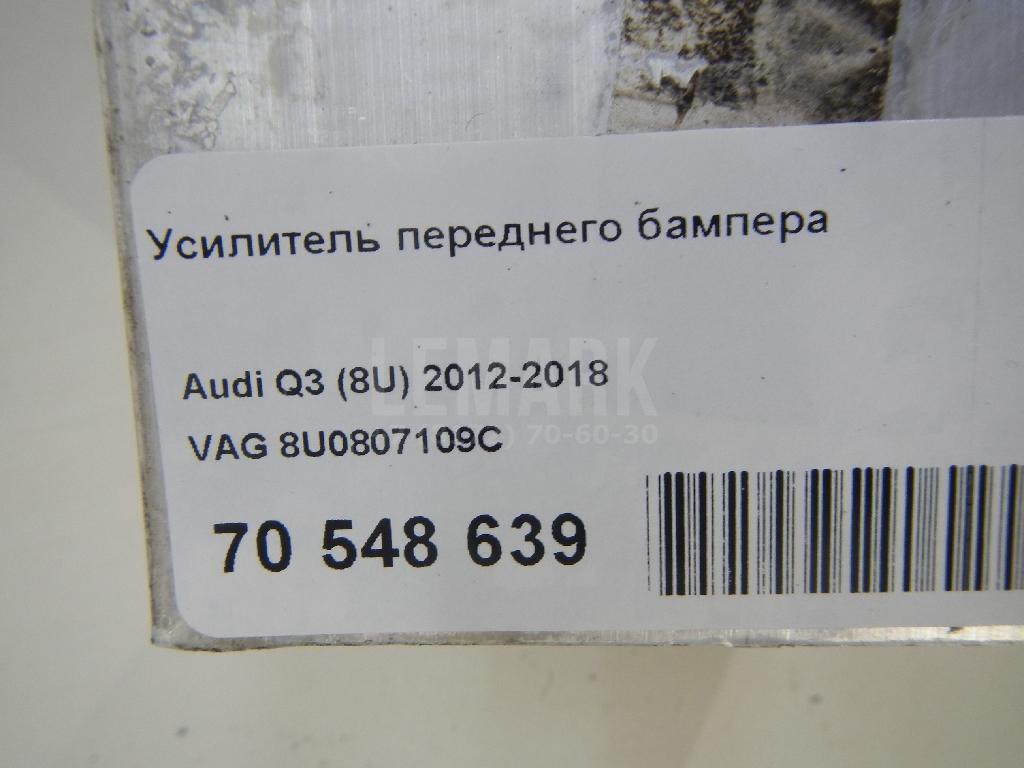 Усилитель переднего бампера
LEMARK
Audi Q3 (8U) 2012-2018
) 70-60-30
VAG 8U0807109C
70 548 639